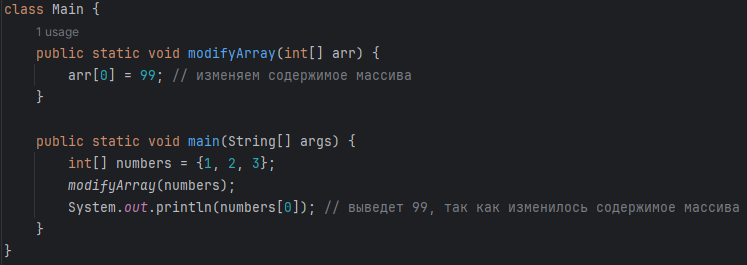 class Main {
1 usage
public static void modifyArray(int[] arr) {
arr[0] = 99; // изменяем содержимое массива
}
public static void main(String[] args) {
int[] numbers = {1, 2, 3};
modifyArray(numbers);
System.out.println(numbers[0]); // выведет 99, так как изменилось содержимое массива
}
}